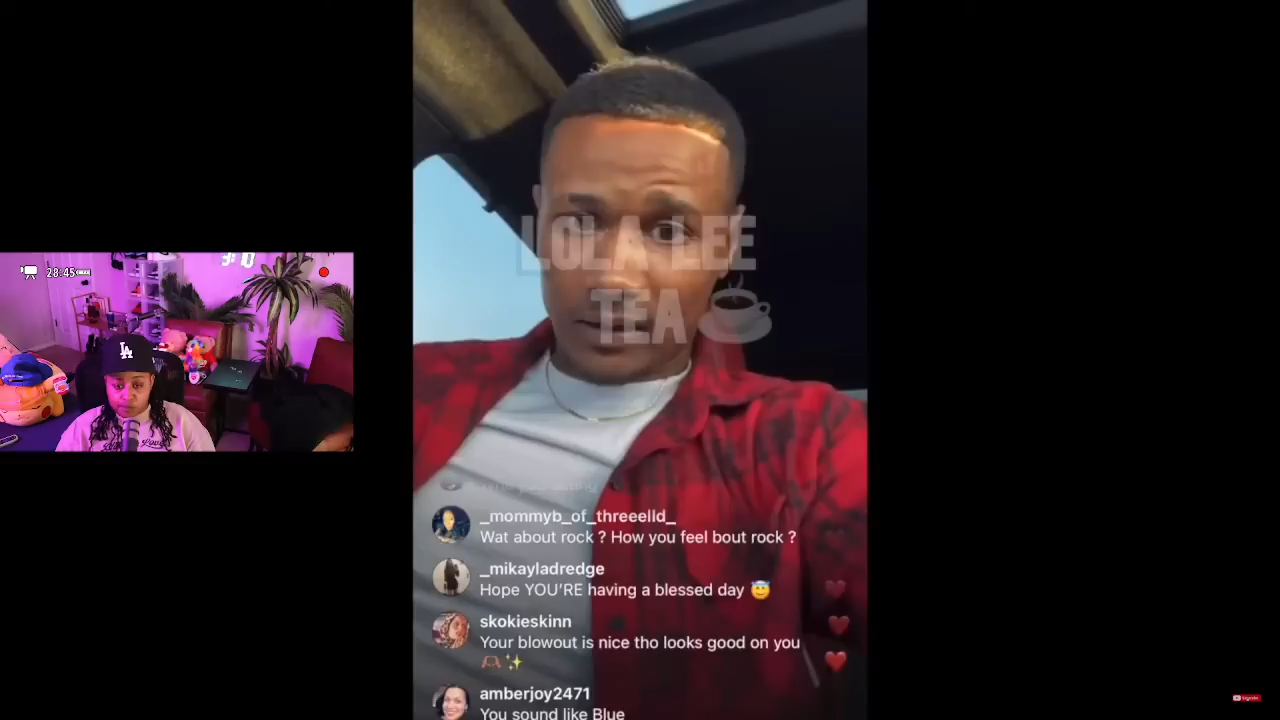 28:45
LA
LOLA LEE
TEA
_mommyb_of_threeelld_
Wat about rock ? How you feel bout rock ?
_mikayladredge
Hope YOU'RE having a blessed day 😇
skokieskinn
Your blowout is nice tho looks good on you
🫶🏽✨
amberjoy2471
You sound like Blue